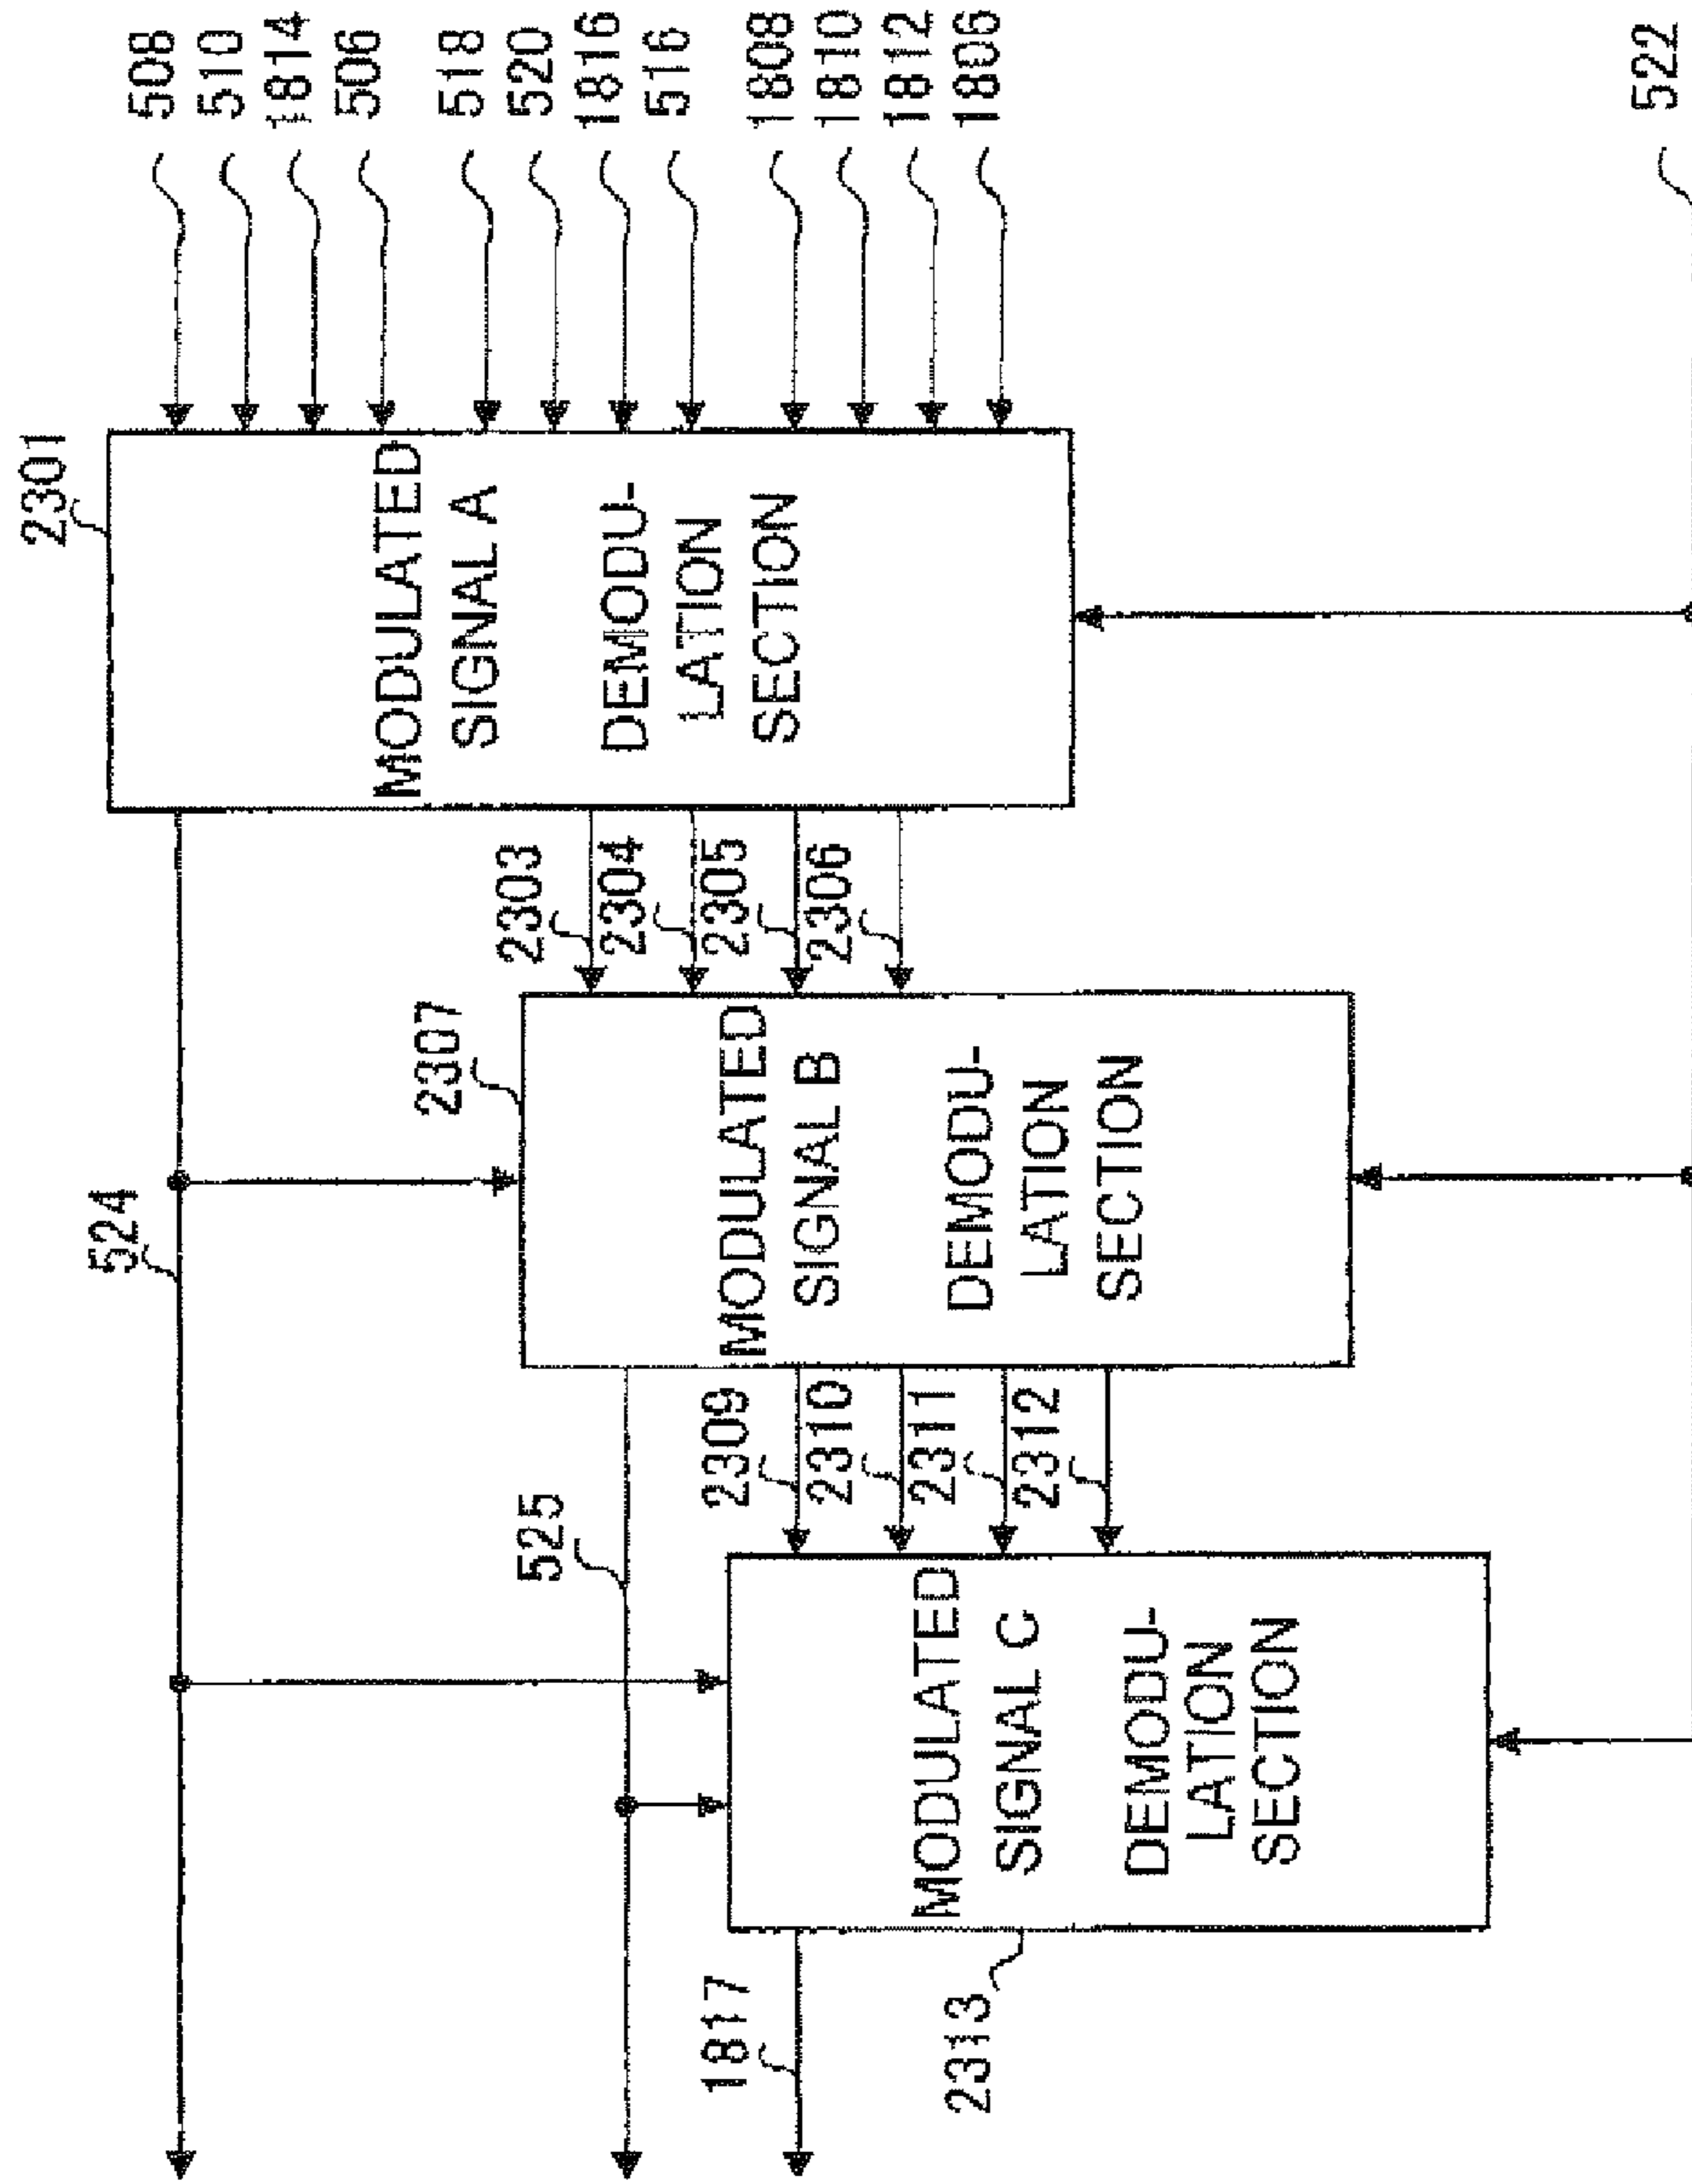 508
510
1814
506
518
520
1816
516
1808
1810
1812
1806
522
2301
MODULATED
SIGNAL A
DEMODU-
LATION
SECTION
2303
2304
2305
2306
2307
MODULATED
SIGNAL B
DEMODU-
LATION
SECTION
524
2309
2310
2311
2312
525
MODULATED
SIGNAL C
DEMODU-
LATION
SECTION
1817
2313